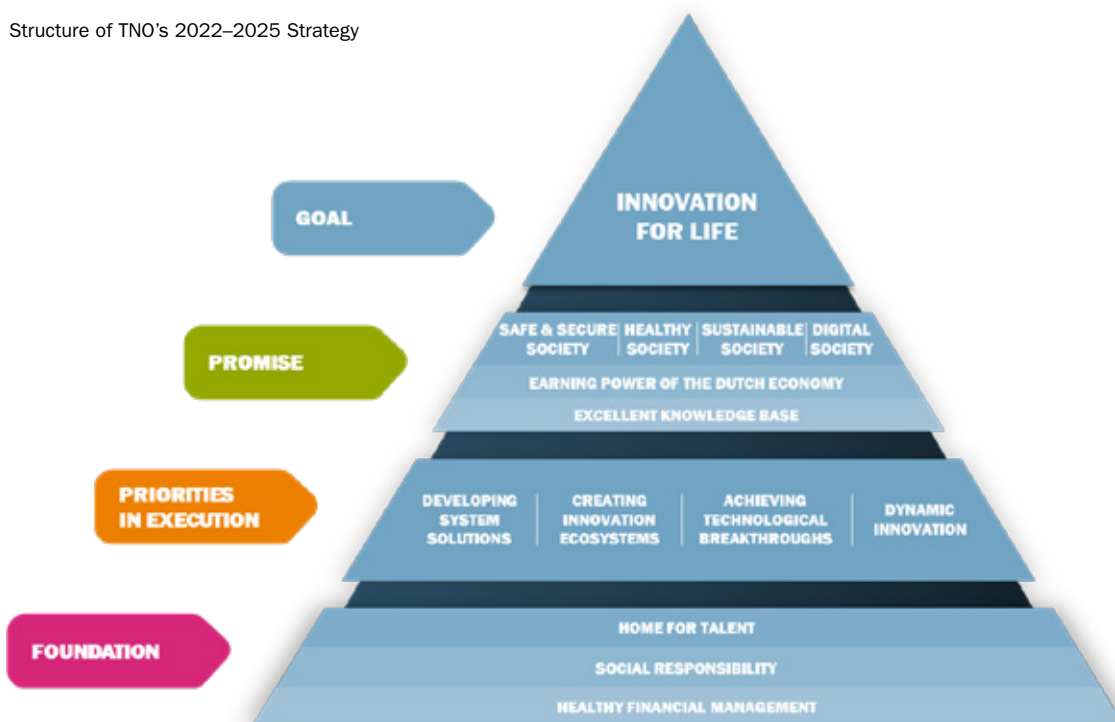 Structure of TNO's 2022–2025 Strategy
GOAL
INNOVATION
FOR LIFE
PROMISE
SAFE & SECURE
SOCIETY
HEALTHY
SOCIETY
SUSTAINABLE
SOCIETY
DIGITAL
SOCIETY
EARNING POWER OF THE DUTCH ECONOMY
EXCELLENT KNOWLEDGE BASE
PRIORITIES
IN EXECUTION
DEVELOPING
SYSTEM
SOLUTIONS
CREATING
INNOVATION
ECOSYSTEMS
ACHIEVING
TECHNOLOGICAL
BREAKTHROUGHS
DYNAMIC
INNOVATION
FOUNDATION
HOME FOR TALENT
SOCIAL RESPONSIBILITY
HEALTHY FINANCIAL MANAGEMENT